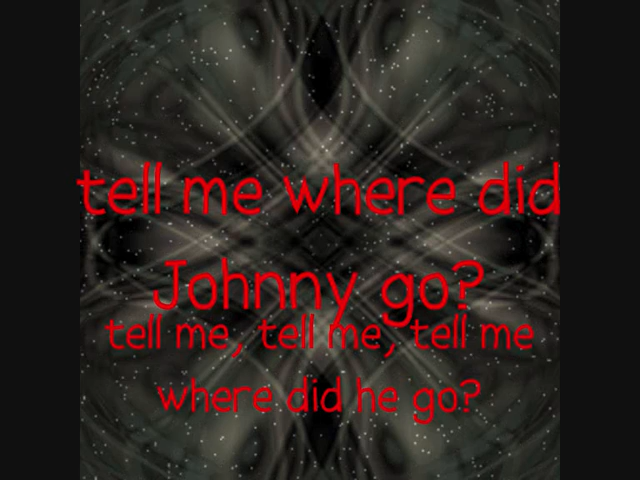 tell me where did
Johnny go?
tell me, tell me, tell me
where did he go?